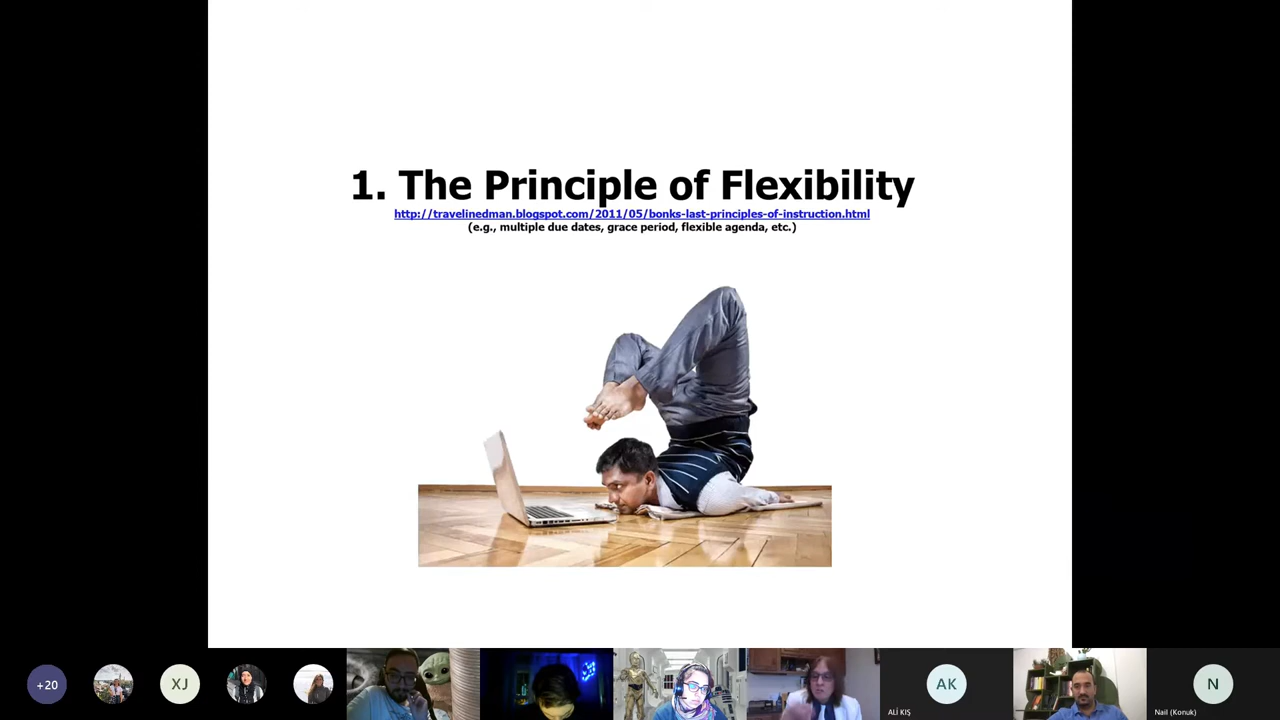 1. The Principle of Flexibility
http://travelinedman.blogspot.com/2011/05/bonks-last-principles-of-instruction.html
(e.g., multiple due dates, grace period, flexible agenda, etc.)
+20
XJ
AK
N
ALİ KIŞ
Nail (Konuk)